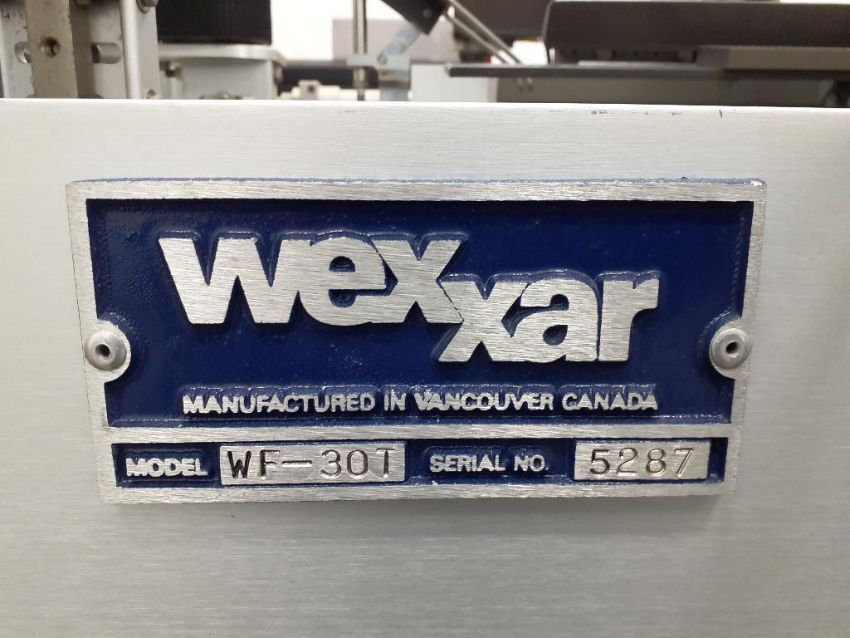 wexxar
MANUFACTURED IN VANCOUVER CANADA
MODEL WF-30T SERIAL NO. 5287